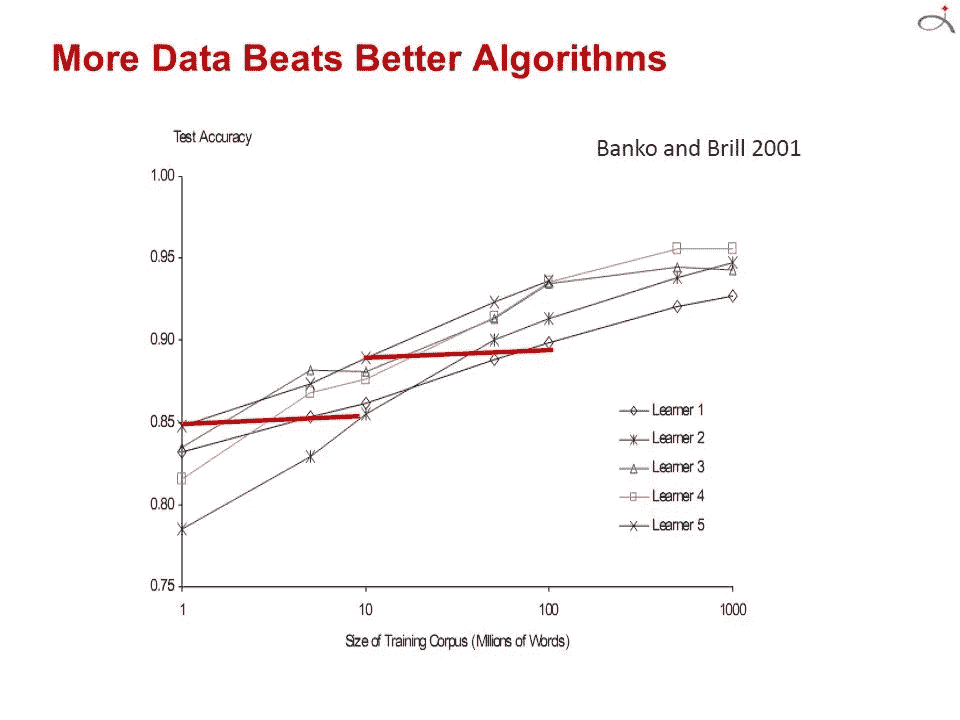 More Data Beats Better Algorithms
Test Accuracy
Banko and Brill 2001
1.00
0.95
0.90
0.85
0.80
0.75
1 10 100 1000
Size of Training Corpus (Millions of Words)
Learner 1
Learner 2
Learner 3
Learner 4
Learner 5